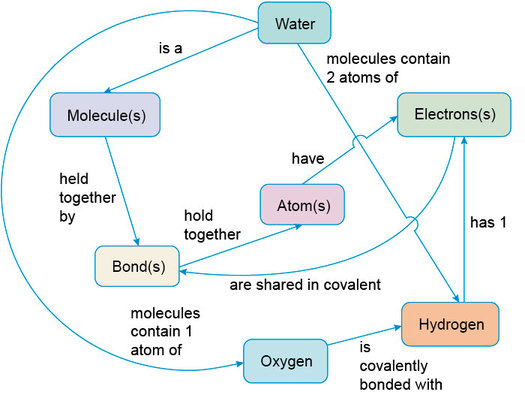 Water
is a
molecules contain
2 atoms of
Molecule(s)
Electrons(s)
have
held
together
by
Atom(s)
hold
together
has 1
Bond(s)
are shared in covalent
molecules
contain 1
atom of
Hydrogen
Oxygen
is
covalently
bonded with